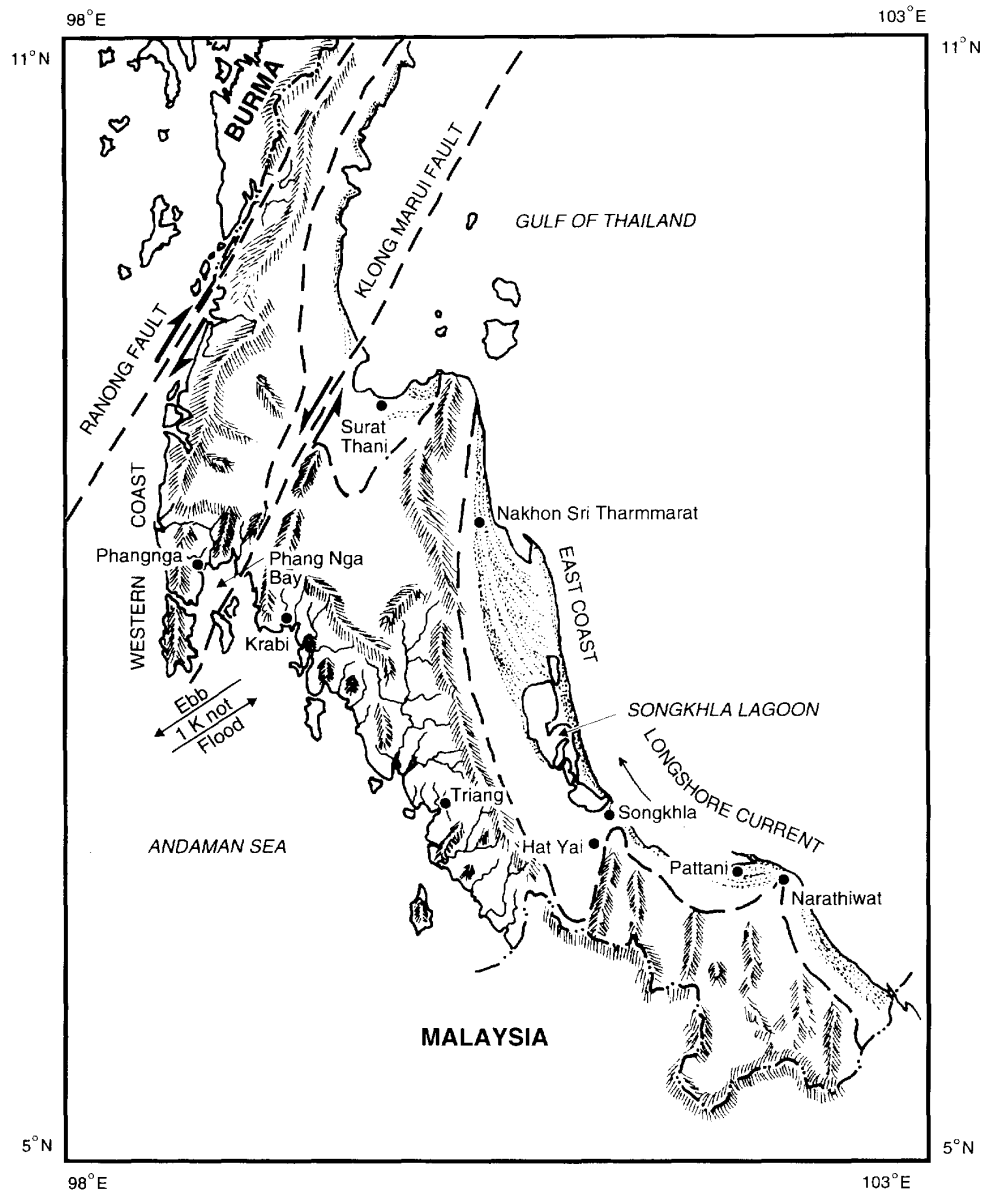 98°E
103°E
11°N
11°N
BURMA
KLONG MARUI FAULT
GULF OF THAILAND
RANONG FAULT
Surat
Thani
WESTERN COAST
Nakhon Sri Tharmmarat
Phangnga
Phang Nga
Bay
EAST COAST
Krabi
Ebb
1 K not
Flood
SONGKHLA LAGOON
LONGSHORE CURRENT
Triang
Songkhla
ANDAMAN SEA
Hat Yai
Pattani
Narathiwat
MALAYSIA
5°N
5°N
98°E
103°E